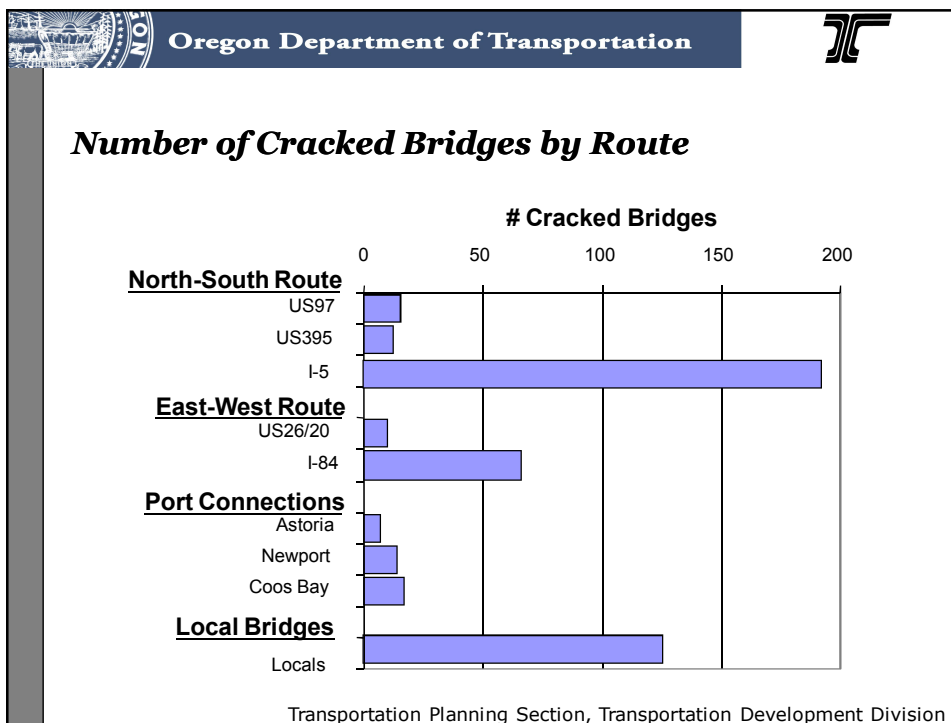 ON
Oregon Department of Transportation
Number of Cracked Bridges by Route
# Cracked Bridges
0 50 100 150 200
North-South Route
US97
US395
I-5
East-West Route
US26/20
I-84
Port Connections
Astoria
Newport
Coos Bay
Local Bridges
Locals
Transportation Planning Section, Transportation Development Division